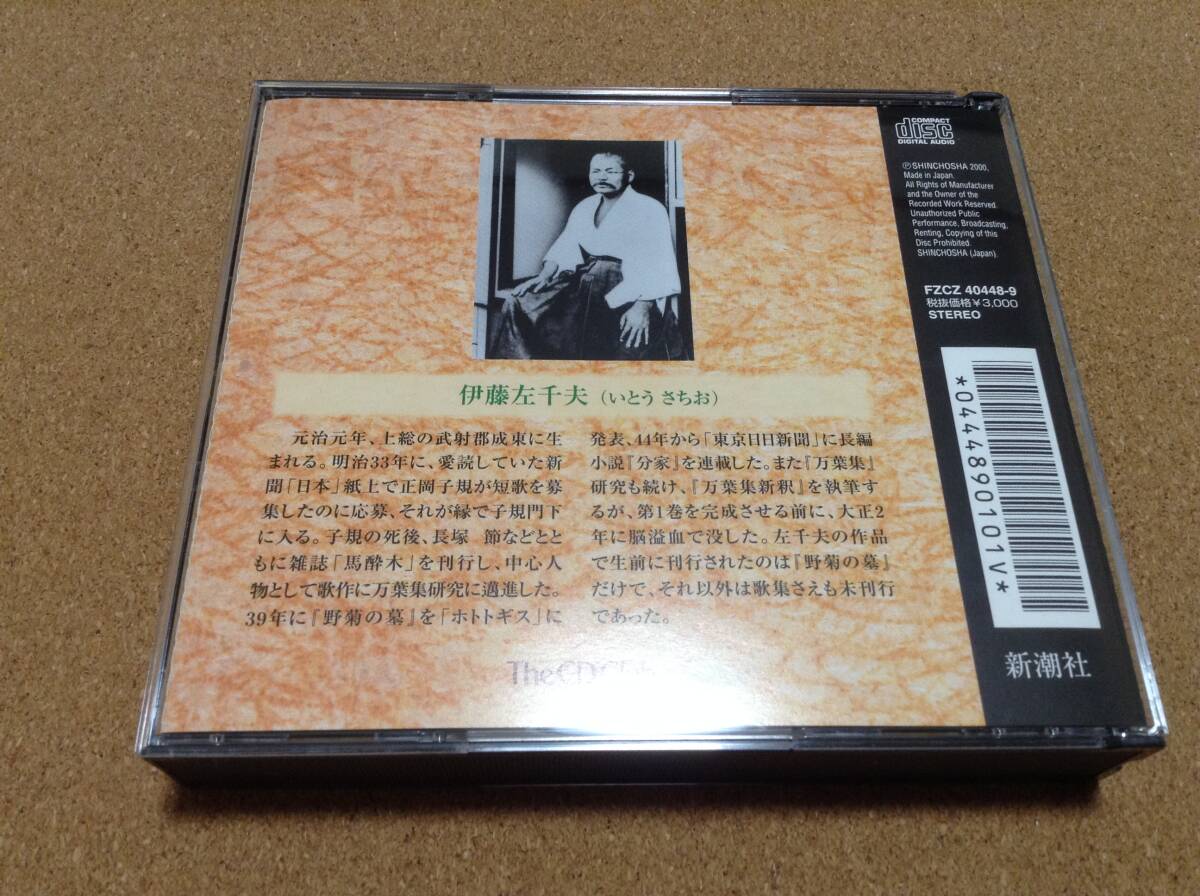 伊藤左千夫(いとう さちお)
元治元年、上総の武射郡成東に生
まれる。明治33年に、愛読していた新
聞「日本」紙上で正岡子規が短歌を募
集したのに応募、それが縁で子規門下
に入る。子規の死後、長塚 節などとと
もに雑誌「馬酔木」を刊行し、中心人
物として歌作に万葉集研究に邁進した。
39年に『野菊の墓』を「ホトトギス」に
発表、44年から「東京日日新聞」に長編
小説『分家』を連載した。また『万葉集』
研究も続け、『万葉集新釈』を執筆す
るが、第1巻を完成させる前に、大正2
年に脳溢血で没した。左千夫の作品
で生前に刊行されたのは『野菊の墓』
だけで、それ以外は歌集さえも未刊行
であった。
The CD
COMPACT
disc
DIGITAL AUDIO
Ⓟ SHINCHOSHA 2000,
Made in Japan.
All Rights of Manufacturer
and the Owner of the
Recorded Work Reserved.
Unauthorized Public
Performance, Broadcasting,
Renting, Copying of this
Disc Prohibited.
SHINCHOSHA (Japan).
FZCZ 40448-9
税抜価格¥3,000
STEREO
*0444890101V*
新潮社